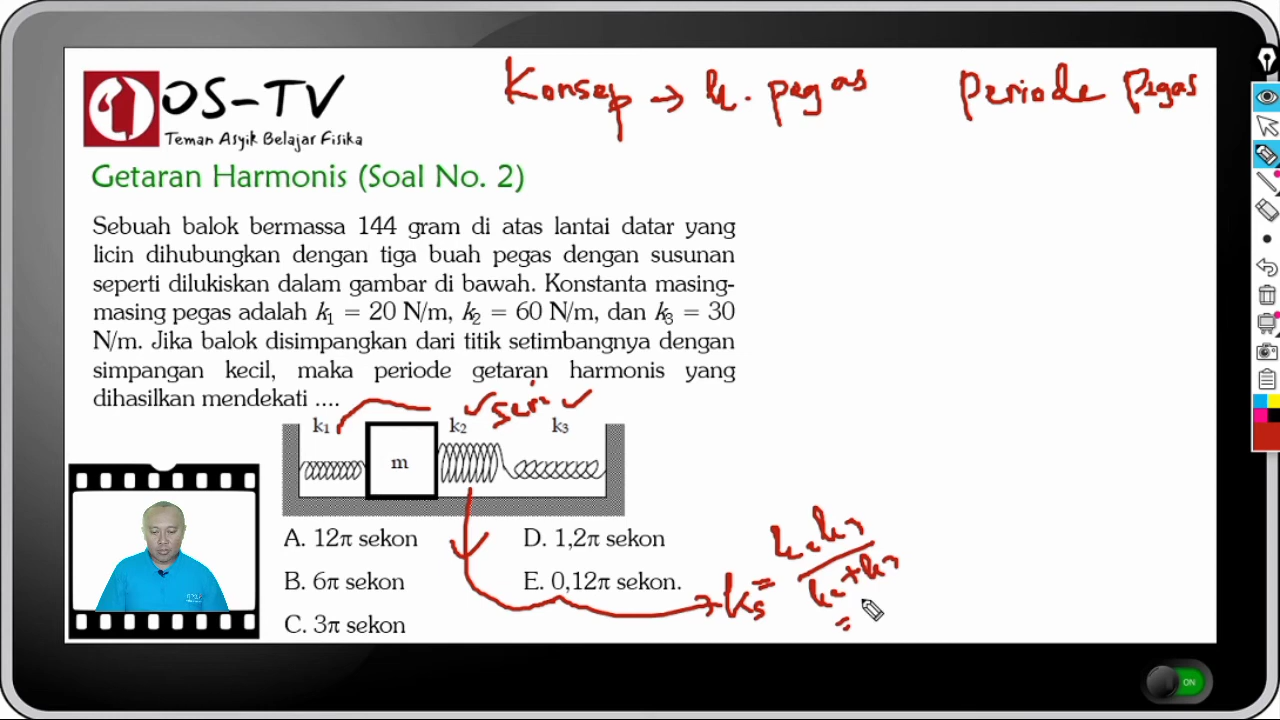 Konsep → k. pegas Periode Pegas
OS-TV
Teman Asyik Belajar Fisika
Getaran Harmonis (Soal No. 2)
Sebuah balok bermassa 144 gram di atas lantai datar yang
licin dihubungkan dengan tiga buah pegas dengan susunan
seperti dilukiskan dalam gambar di bawah. Konstanta masing-
masing pegas adalah k₁ = 20 N/m, k₂ = 60 N/m, dan k₃ = 30
N/m. Jika balok disimpangkan dari titik setimbangnya dengan
simpangan kecil, maka periode getaran harmonis yang
dihasilkan mendekati ....
seri
k₁ k₂ k₃
m
A. 12π sekon D. 1,2π sekon
B. 6π sekon E. 0,12π sekon.
C. 3π sekon
k₂ k₃
ks =
k₂ + k₃
=
ON